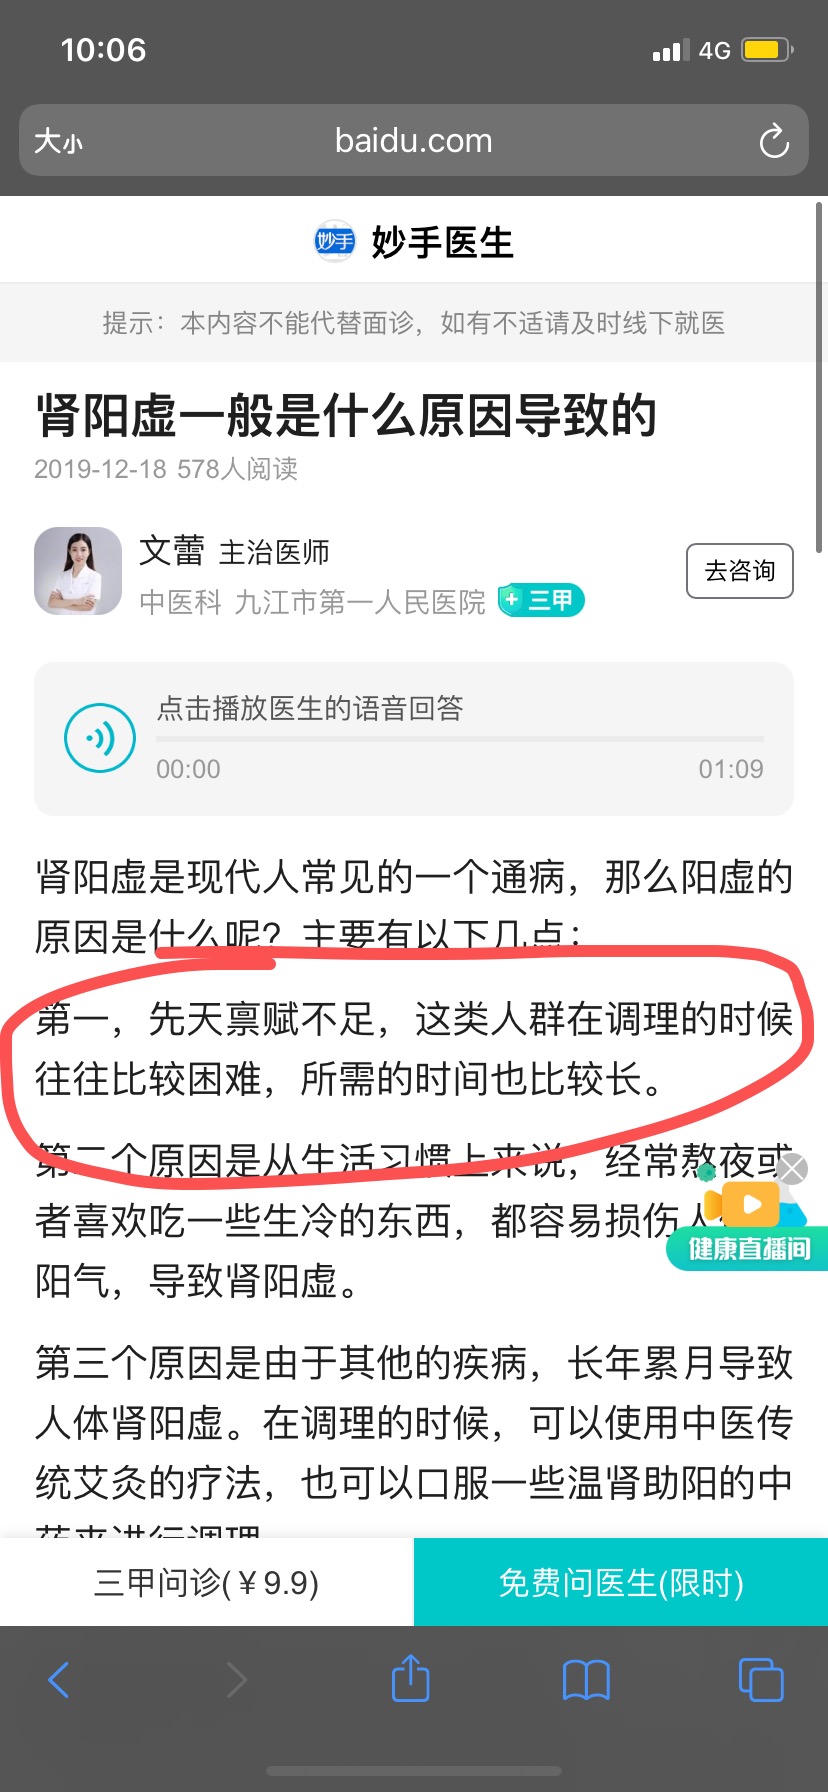 10:06
4G
大小
baidu.com
妙手 妙手医生
提示：本内容不能代替面诊，如有不适请及时线下就医
肾阳虚一般是什么原因导致的
2019-12-18 578人阅读
文蕾 主治医师
去咨询
中医科 九江市第一人民医院 三甲
点击播放医生的语音回答
00:00
01:09
肾阳虚是现代人常见的一个通病，那么阳虚的
原因是什么呢？主要有以下几点：
第一，先天禀赋不足，这类人群在调理的时候
往往比较困难，所需的时间也比较长。
第二个原因是从生活习惯上来说，经常熬夜或
者喜欢吃一些生冷的东西，都容易损伤人
阳气，导致肾阳虚。
健康直播间
第三个原因是由于其他的疾病，长年累月导致
人体肾阳虚。在调理的时候，可以使用中医传
统艾灸的疗法，也可以口服一些温肾助阳的中
药来进行调理
三甲问诊(￥9.9)
免费问医生(限时)